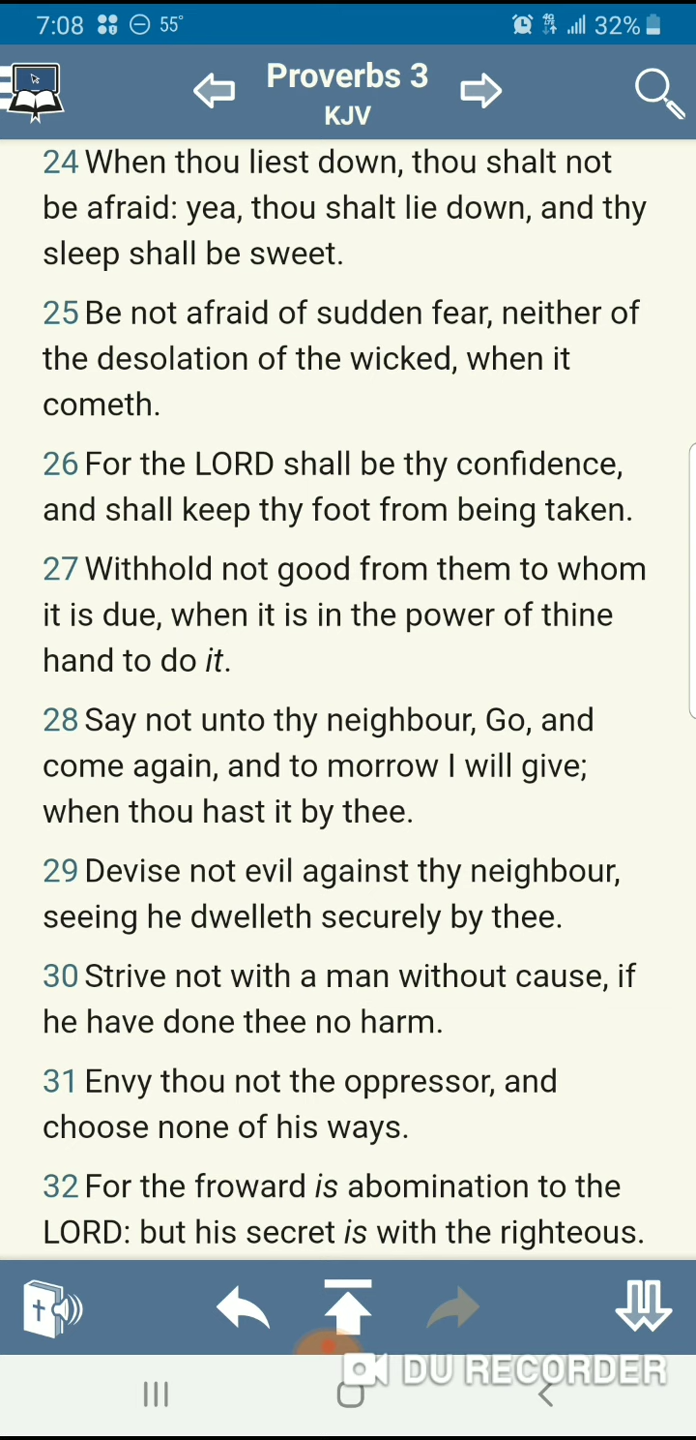 7:08 55° 32%
Proverbs 3
KJV
24 When thou liest down, thou shalt not
be afraid: yea, thou shalt lie down, and thy
sleep shall be sweet.
25 Be not afraid of sudden fear, neither of
the desolation of the wicked, when it
cometh.
26 For the LORD shall be thy confidence,
and shall keep thy foot from being taken.
27 Withhold not good from them to whom
it is due, when it is in the power of thine
hand to do it.
28 Say not unto thy neighbour, Go, and
come again, and to morrow I will give;
when thou hast it by thee.
29 Devise not evil against thy neighbour,
seeing he dwelleth securely by thee.
30 Strive not with a man without cause, if
he have done thee no harm.
31 Envy thou not the oppressor, and
choose none of his ways.
32 For the froward is abomination to the
LORD: but his secret is with the righteous.
DU RECORDER